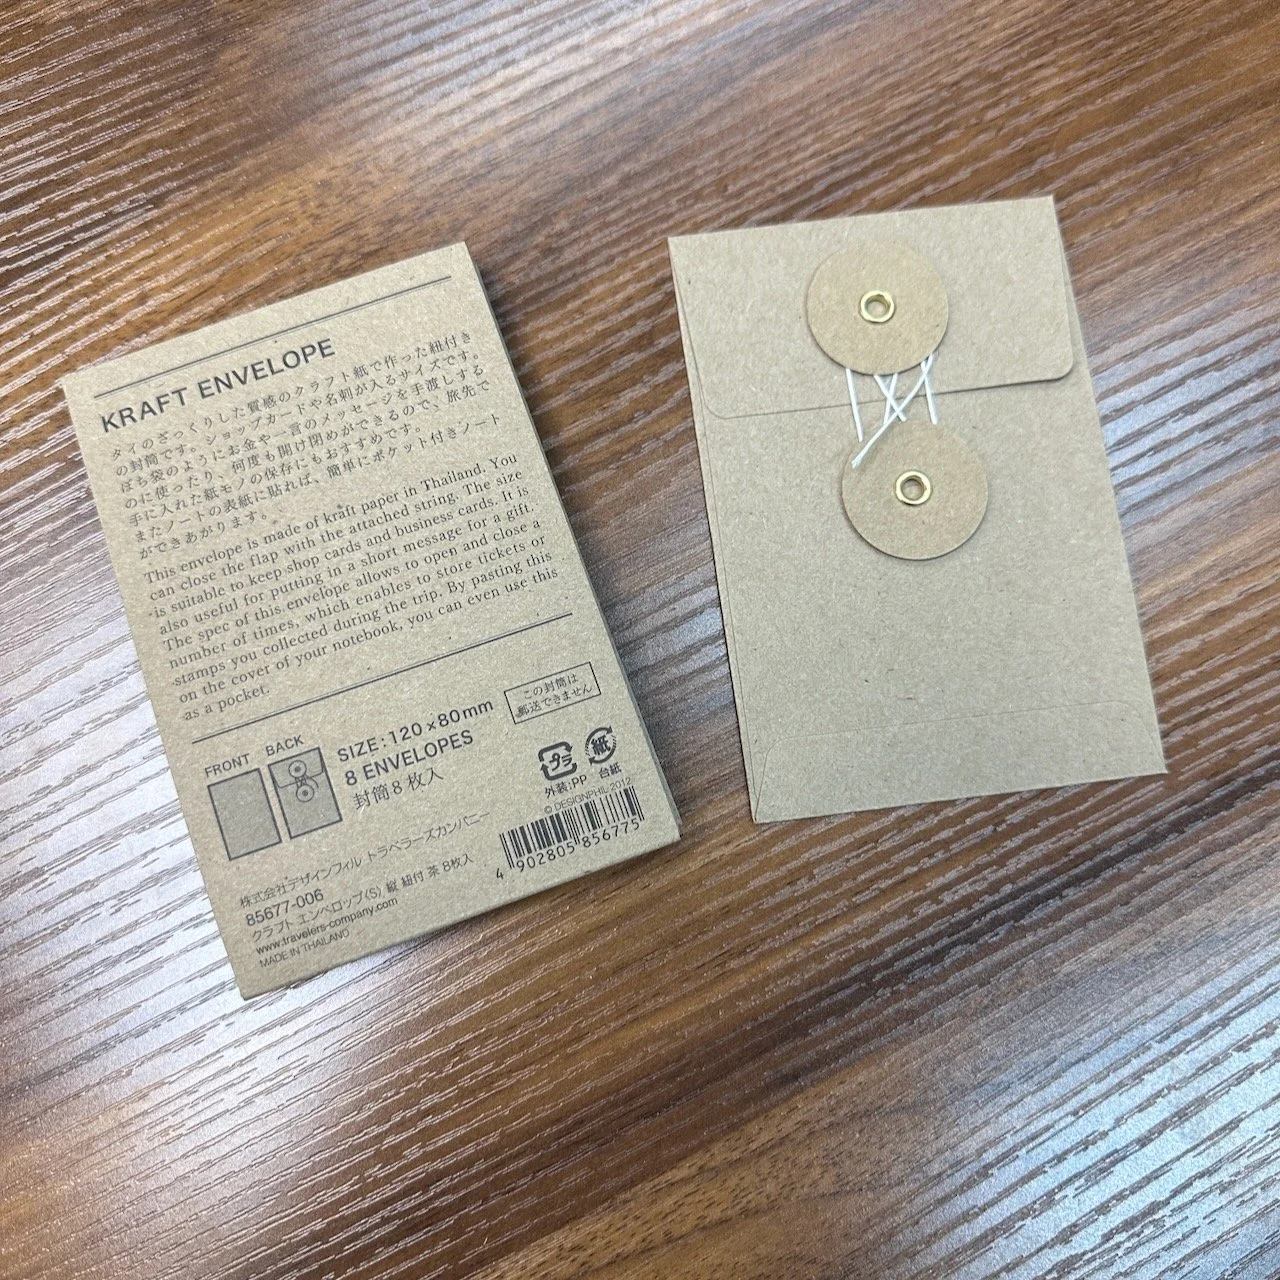 KRAFT ENVELOPE
タイのざっくりした質感のクラフト紙で作った紐付き
の封筒です。ショップカードや名刺が入るサイズです。
ぽち袋のようにお金や一言のメッセージを手渡しする
のに使ったり、何度も開け閉めができるので、旅先で
手に入れた紙モノの保存にもおすすめです。
またノートの表紙に貼れば、簡単にポケット付きノート
ができあがります。
This envelope is made of kraft paper in Thailand. You
can close the flap with the attached string. The size
is suitable to keep shop cards and business cards. It is
also useful for putting in a short message for a gift.
The spec of this envelope allows to open and close a
number of times, which enables to store tickets or
stamps you collected during the trip. By pasting this
on the cover of your notebook, you can even use this
as a pocket.
FRONT BACK
SIZE:120×80mm
8 ENVELOPES
封筒8枚入
この封筒は
郵送できません
プラ
紙
外装:PP 台紙
© DESIGNPHIL 2012
4 902805 856775
株式会社デザインフィル トラベラーズカンパニー
85677-006
クラフト エンベロップ〈S〉 縦 紐付 茶 8枚入
www.travelers-company.com
MADE IN THAILAND